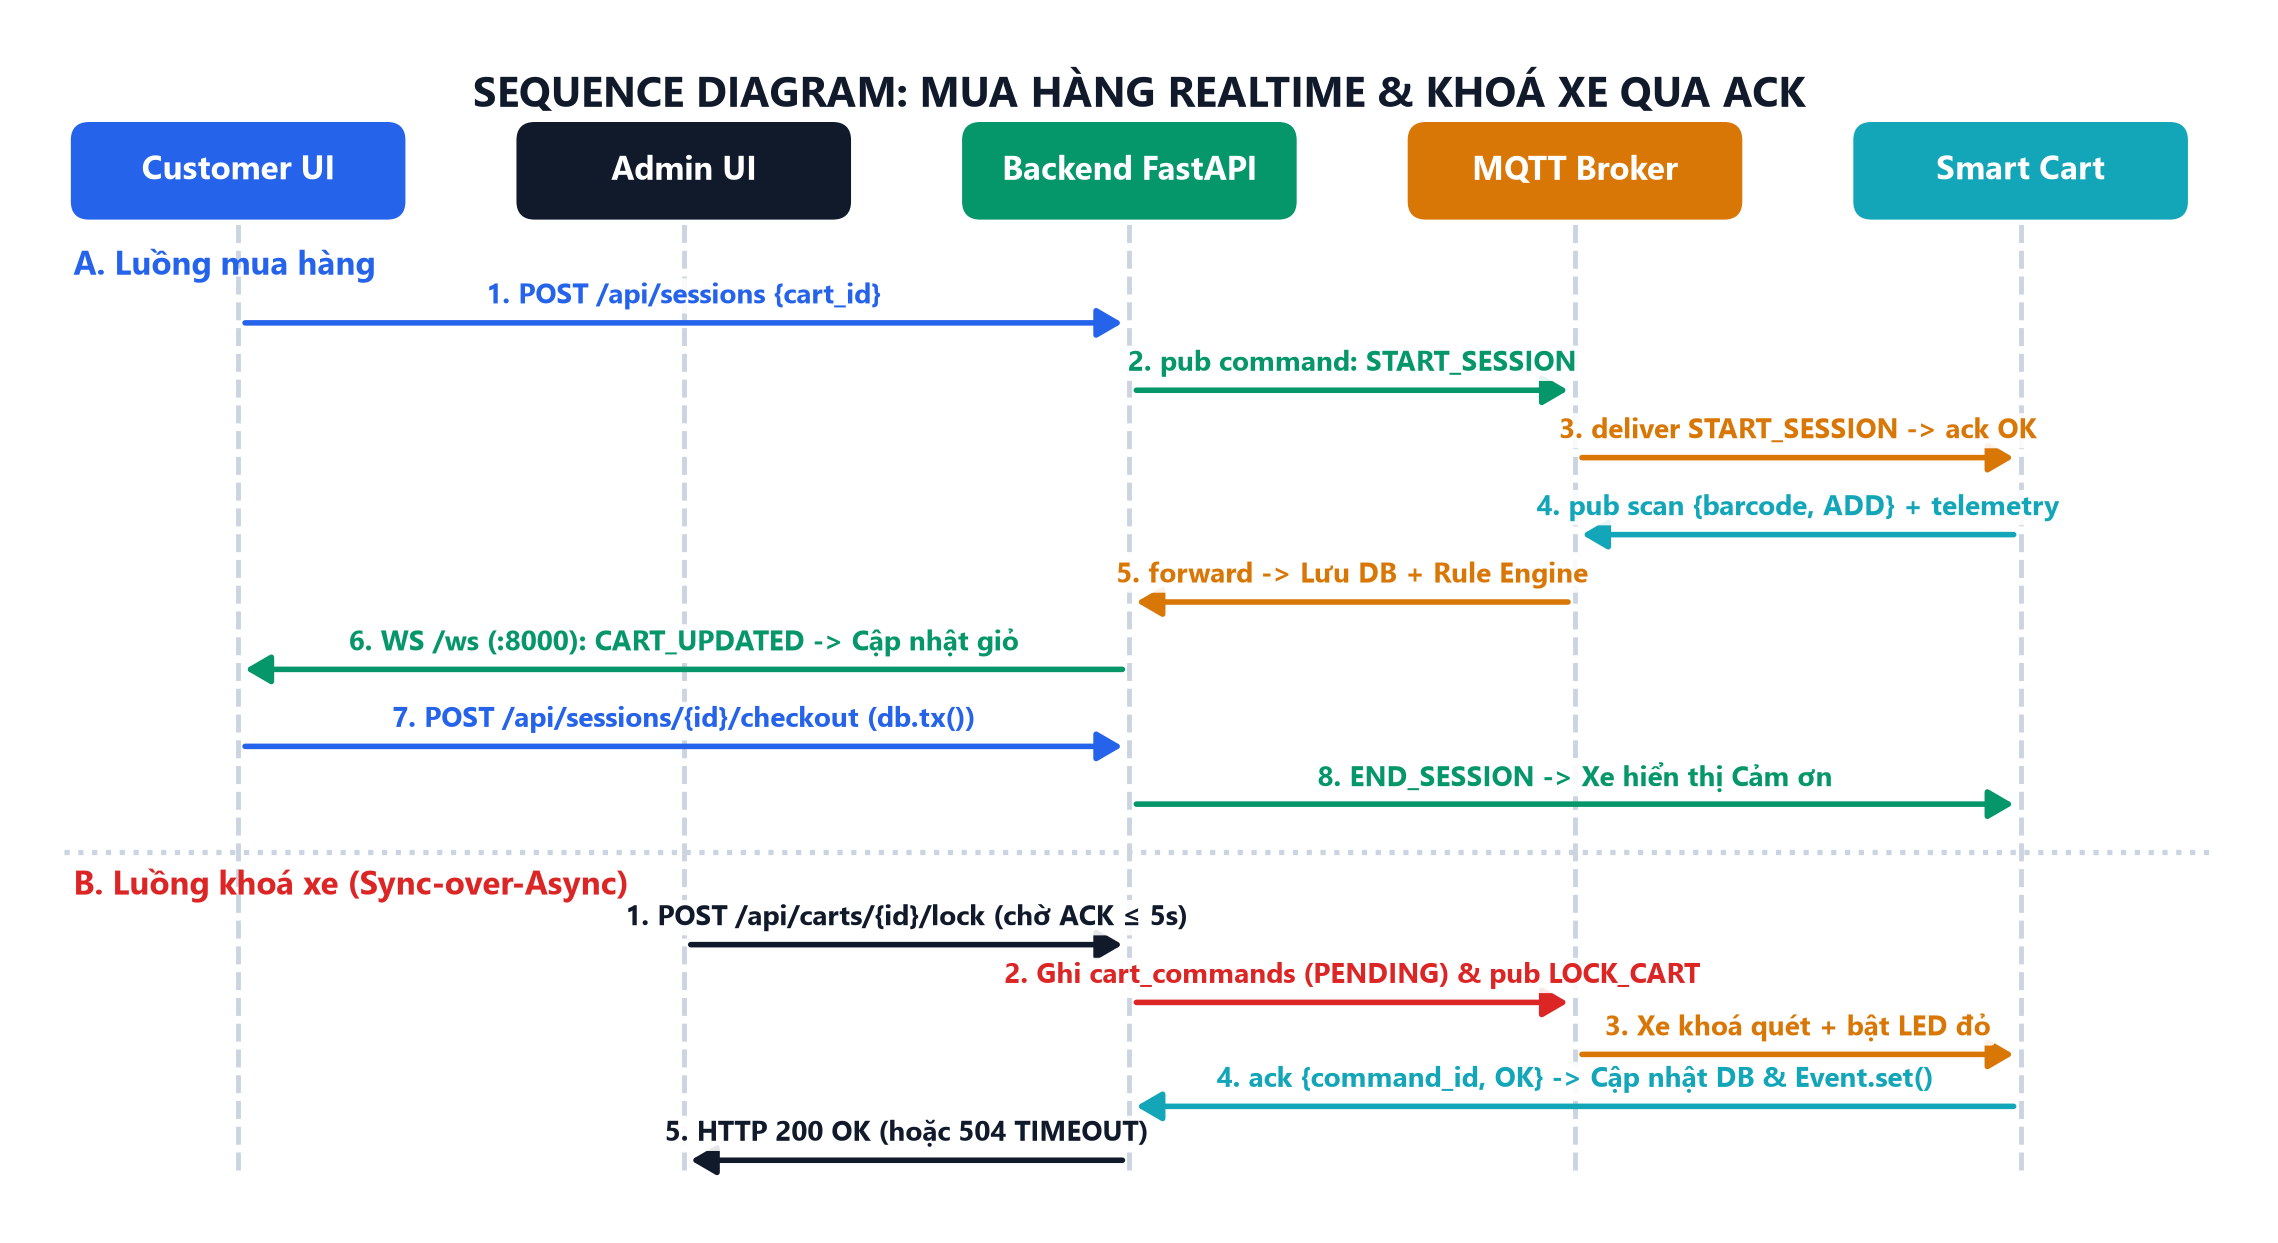 SEQUENCE DIAGRAM: MUA HÀNG REALTIME & KHOÁ XE QUA ACK
Customer UI
Admin UI
Backend FastAPI
MQTT Broker
Smart Cart
A. Luồng mua hàng
1. POST /api/sessions {cart_id}
2. pub command: START_SESSION
3. deliver START_SESSION -> ack OK
4. pub scan {barcode, ADD} + telemetry
5. forward -> Lưu DB + Rule Engine
6. WS /ws (:8000): CART_UPDATED -> Cập nhật giỏ
7. POST /api/sessions/{id}/checkout (db.tx())
8. END_SESSION -> Xe hiển thị Cảm ơn
B. Luồng khoá xe (Sync-over-Async)
1. POST /api/carts/{id}/lock (chờ ACK ≤ 5s)
2. Ghi cart_commands (PENDING) & pub LOCK_CART
3. Xe khoá quét + bật LED đỏ
4. ack {command_id, OK} -> Cập nhật DB & Event.set()
5. HTTP 200 OK (hoặc 504 TIMEOUT)